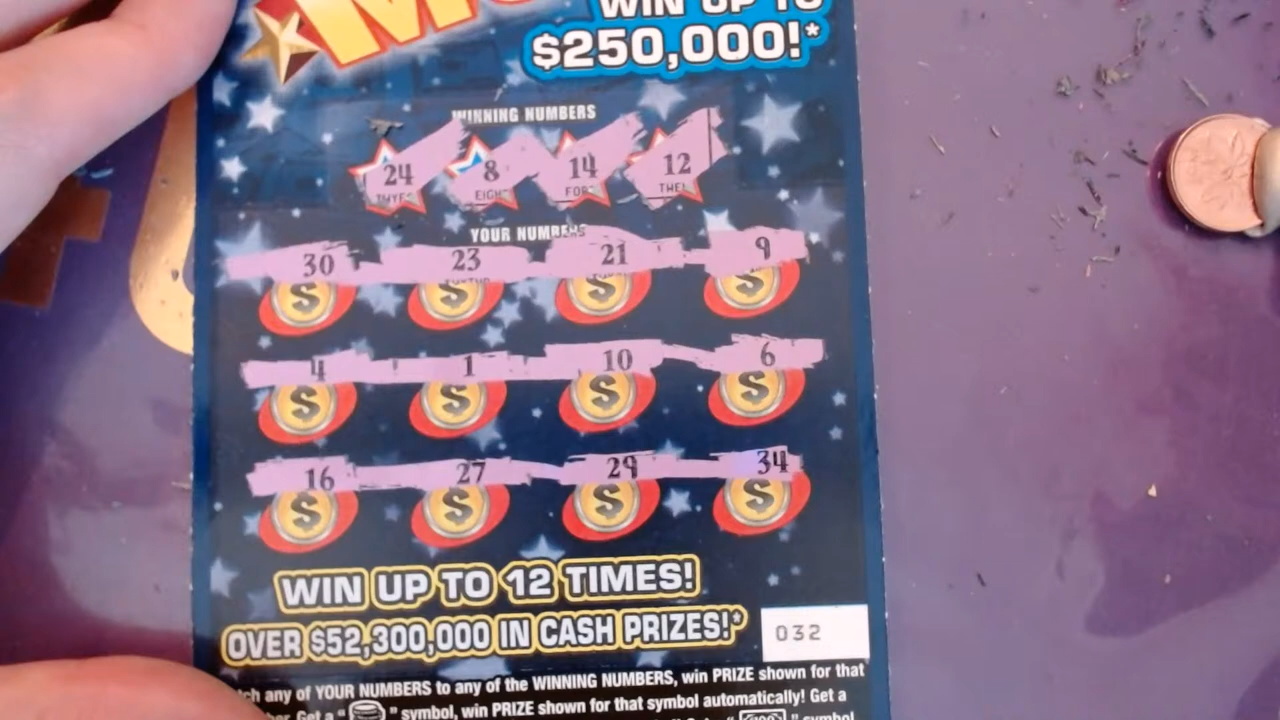 WIN UP TO
$250,000!*
WINNING NUMBERS
24 8 14 12
YOUR NUMBERS
30 23 21 9
$ $ $ $
4 1 10 6
$ $ $ $
16 27 29 34
$ $ $ $
WIN UP TO 12 TIMES!
OVER $52,300,000 IN CASH PRIZES!*
032
any of YOUR NUMBERS to any of the WINNING NUMBERS, win PRIZE shown for that
Get a " " symbol, win PRIZE shown for that symbol automatically! Get a
" " symbol